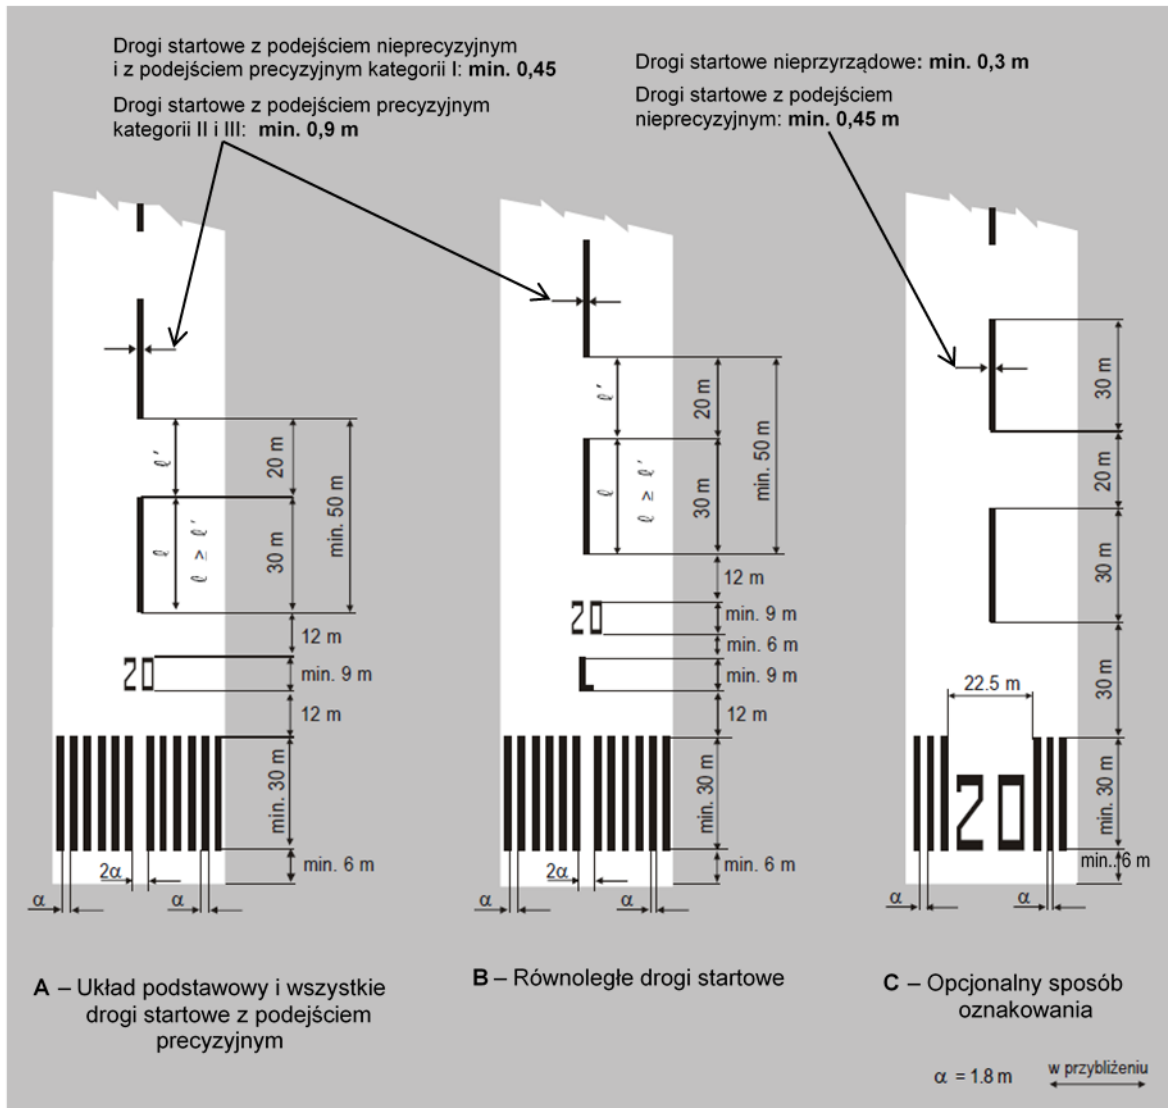 Drogi startowe z podejściem nieprecyzyjnym
i z podejściem precyzyjnym kategorii I: min. 0,45
Drogi startowe z podejściem precyzyjnym
kategorii II i III: min. 0,9 m
Drogi startowe nieprzyrządowe: min. 0,3 m
Drogi startowe z podejściem
nieprecyzyjnym: min. 0,45 m
ℓ'
20 m
ℓ
ℓ ≥ ℓ'
30 m
min. 50 m
12 m
20
min. 9 m
12 m
min. 30 m
min. 6 m
2α
α
α
ℓ'
20 m
ℓ
ℓ ≥ ℓ'
30 m
min. 50 m
12 m
20
min. 9 m
min. 6 m
L
min. 9 m
12 m
min. 30 m
min. 6 m
2α
α
α
30 m
20 m
30 m
30 m
22.5 m
20
min. 30 m
min.. 6 m
α
α
A – Układ podstawowy i wszystkie
drogi startowe z podejściem
precyzyjnym
B – Równoległe drogi startowe
C – Opcjonalny sposób
oznakowania
α = 1.8 m
w przybliżeniu